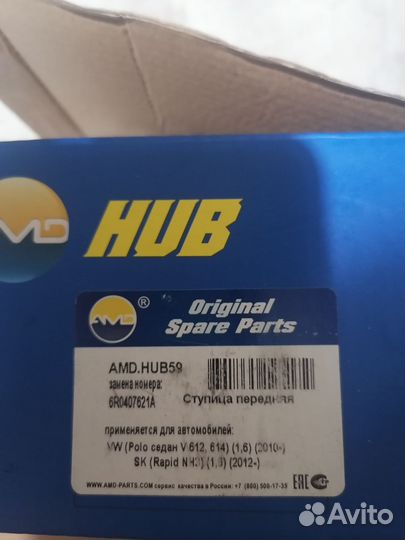 AMD
HUB
AMD ®
Original
Spare Parts
AMD.HUB59
замена номера:
6R0407621A
Ступица передняя
применяется для автомобилей:
VW (Polo седан V 612, 614) (1,6) (2010-)
SK (Rapid NH3) (1,6) (2012-)
WWW.AMD-PARTS.COM сервис качества в России: +7 (800) 500-17-35
EAC
Avito